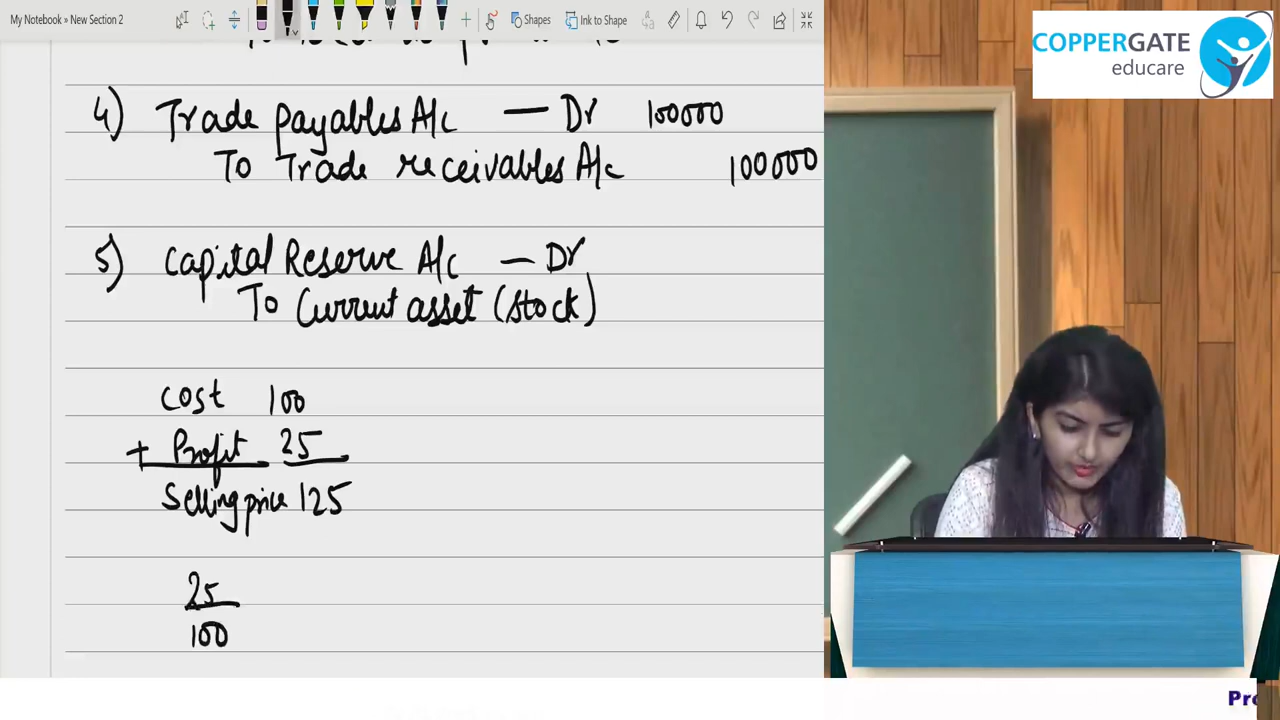 My Notebook » New Section 2
Shapes
Ink to Shape
COPPERGATE
educare
4) Trade payables A/c — Dr 100000
To Trade receivables A/c 100000
5) Capital Reserve A/c — Dr
To Current asset (stock)
Cost 100
+ Profit 25
Selling price 125
25
100